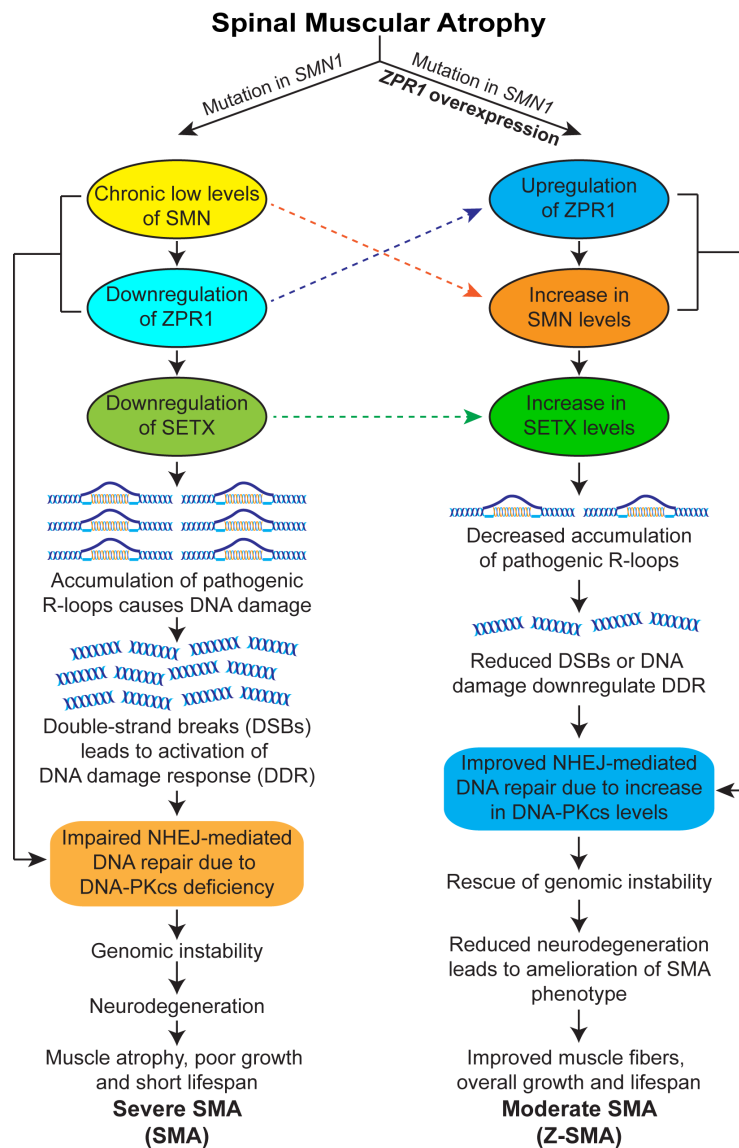 Spinal Muscular Atrophy
Mutation in SMN1
Mutation in SMN1
ZPR1 overexpression
Chronic low levels
of SMN
Downregulation
of ZPR1
Downregulation
of SETX
Accumulation of pathogenic
R-loops causes DNA damage
Double-strand breaks (DSBs)
leads to activation of
DNA damage response (DDR)
Impaired NHEJ-mediated
DNA repair due to
DNA-PKcs deficiency
Genomic instability
Neurodegeneration
Muscle atrophy, poor growth
and short lifespan
Severe SMA
(SMA)
Upregulation
of ZPR1
Increase in
SMN levels
Increase in
SETX levels
Decreased accumulation
of pathogenic R-loops
Reduced DSBs or DNA
damage downregulate DDR
Improved NHEJ-mediated
DNA repair due to increase
in DNA-PKcs levels
Rescue of genomic instability
Reduced neurodegeneration
leads to amelioration of SMA
phenotype
Improved muscle fibers,
overall growth and lifespan
Moderate SMA
(Z-SMA)